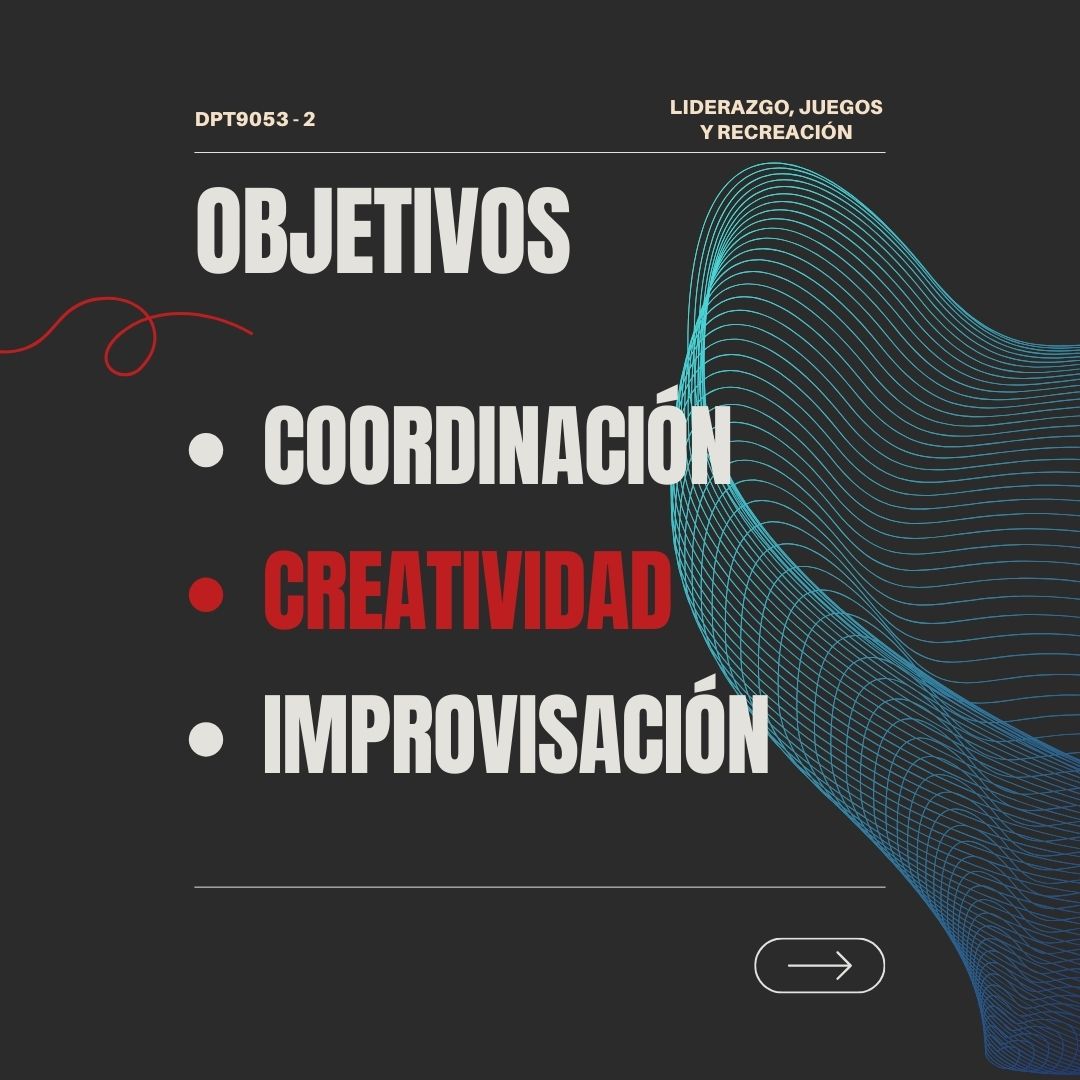 DPT9053 - 2
LIDERAZGO, JUEGOS
Y RECREACIÓN
OBJETIVOS
• COORDINACIÓN
• CREATIVIDAD
• IMPROVISACIÓN